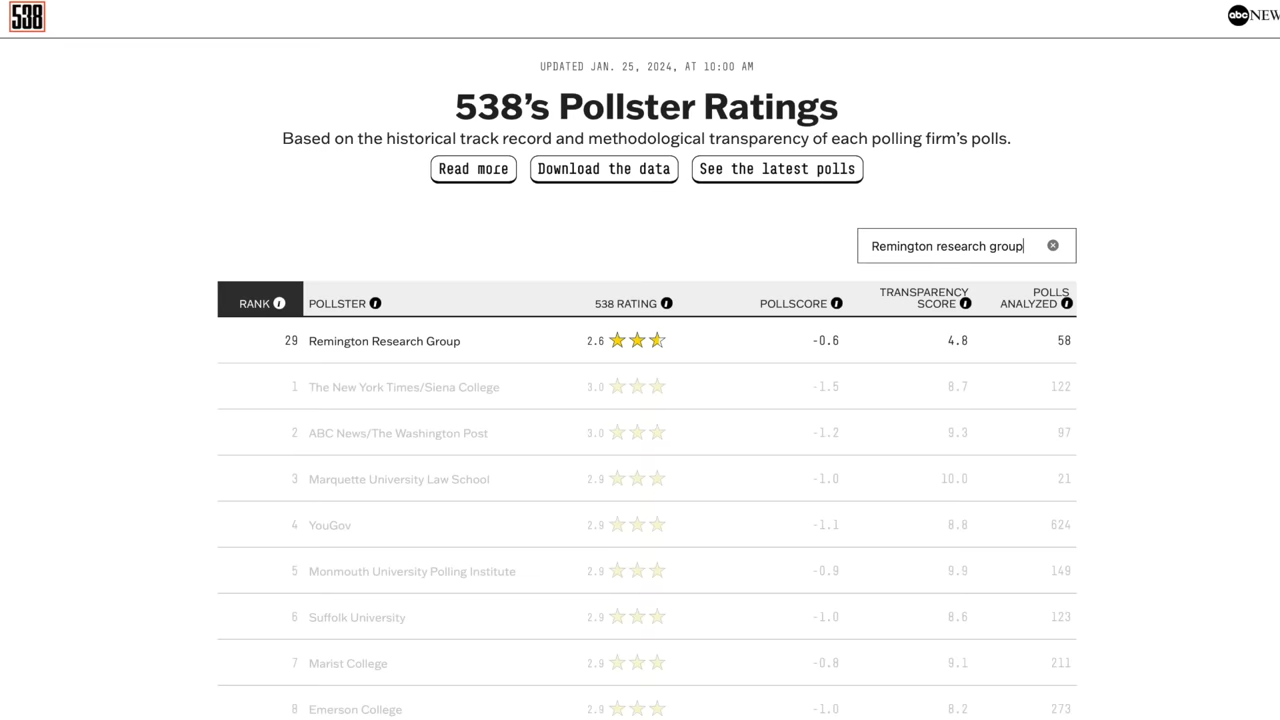 538
abc NEW
UPDATED JAN. 25, 2024, AT 10:00 AM
538's Pollster Ratings
Based on the historical track record and methodological transparency of each polling firm's polls.
Read more Download the data See the latest polls
Remington research group
RANK POLLSTER 538 RATING POLLSCORE TRANSPARENCY SCORE POLLS ANALYZED
29 Remington Research Group 2.6 -0.6 4.8 58
1 The New York Times/Siena College 3.0 -1.5 8.7 122
2 ABC News/The Washington Post 3.0 -1.2 9.3 97
3 Marquette University Law School 2.9 -1.0 10.0 21
4 YouGov 2.9 -1.1 8.8 624
5 Monmouth University Polling Institute 2.9 -0.9 9.9 149
6 Suffolk University 2.9 -1.0 8.6 123
7 Marist College 2.9 -0.8 9.1 211
8 Emerson College 2.9 -1.0 8.2 273